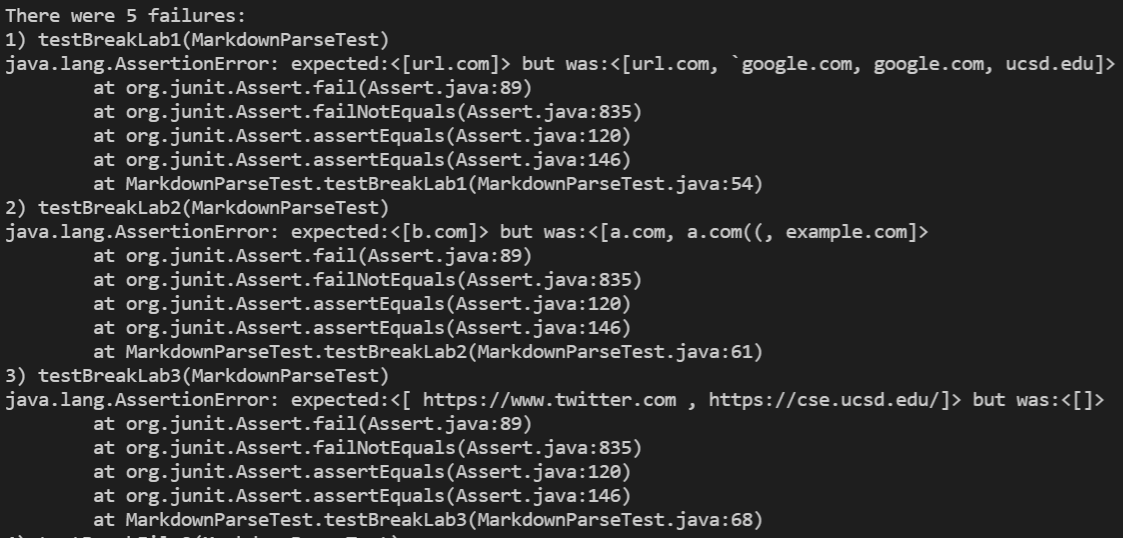 There were 5 failures:
1) testBreakLab1(MarkdownParseTest)
java.lang.AssertionError: expected:<[url.com]> but was:<[url.com, `google.com, google.com, ucsd.edu]>
        at org.junit.Assert.fail(Assert.java:89)
        at org.junit.Assert.failNotEquals(Assert.java:835)
        at org.junit.Assert.assertEquals(Assert.java:120)
        at org.junit.Assert.assertEquals(Assert.java:146)
        at MarkdownParseTest.testBreakLab1(MarkdownParseTest.java:54)
2) testBreakLab2(MarkdownParseTest)
java.lang.AssertionError: expected:<[b.com]> but was:<[a.com, a.com((, example.com]>
        at org.junit.Assert.fail(Assert.java:89)
        at org.junit.Assert.failNotEquals(Assert.java:835)
        at org.junit.Assert.assertEquals(Assert.java:120)
        at org.junit.Assert.assertEquals(Assert.java:146)
        at MarkdownParseTest.testBreakLab2(MarkdownParseTest.java:61)
3) testBreakLab3(MarkdownParseTest)
java.lang.AssertionError: expected:<[ https://www.twitter.com , https://cse.ucsd.edu/]> but was:<[]>
        at org.junit.Assert.fail(Assert.java:89)
        at org.junit.Assert.failNotEquals(Assert.java:835)
        at org.junit.Assert.assertEquals(Assert.java:120)
        at org.junit.Assert.assertEquals(Assert.java:146)
        at MarkdownParseTest.testBreakLab3(MarkdownParseTest.java:68)